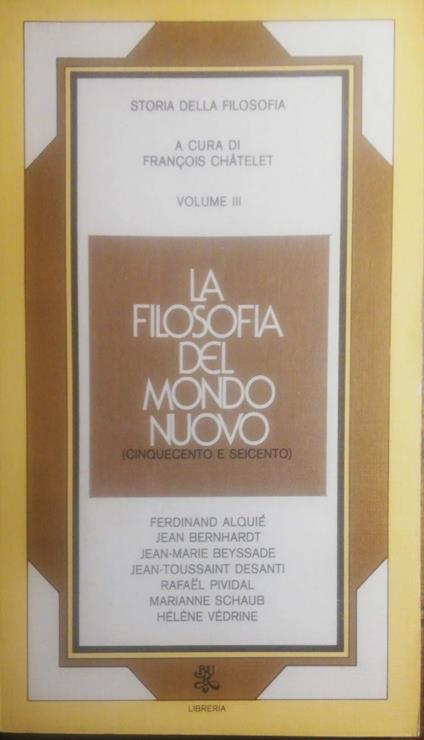 STORIA DELLA FILOSOFIA
A CURA DI
FRANÇOIS CHÂTELET
VOLUME III
LA
FILOSOFIA
DEL
MONDO
NUOVO
(CINQUECENTO E SEICENTO)
FERDINAND ALQUIÉ
JEAN BERNHARDT
JEAN-MARIE BEYSSADE
JEAN-TOUSSAINT DESANTI
RAFAËL PIVIDAL
MARIANNE SCHAUB
HÉLÈNE VÉDRINE
BUR
LIBRERIA